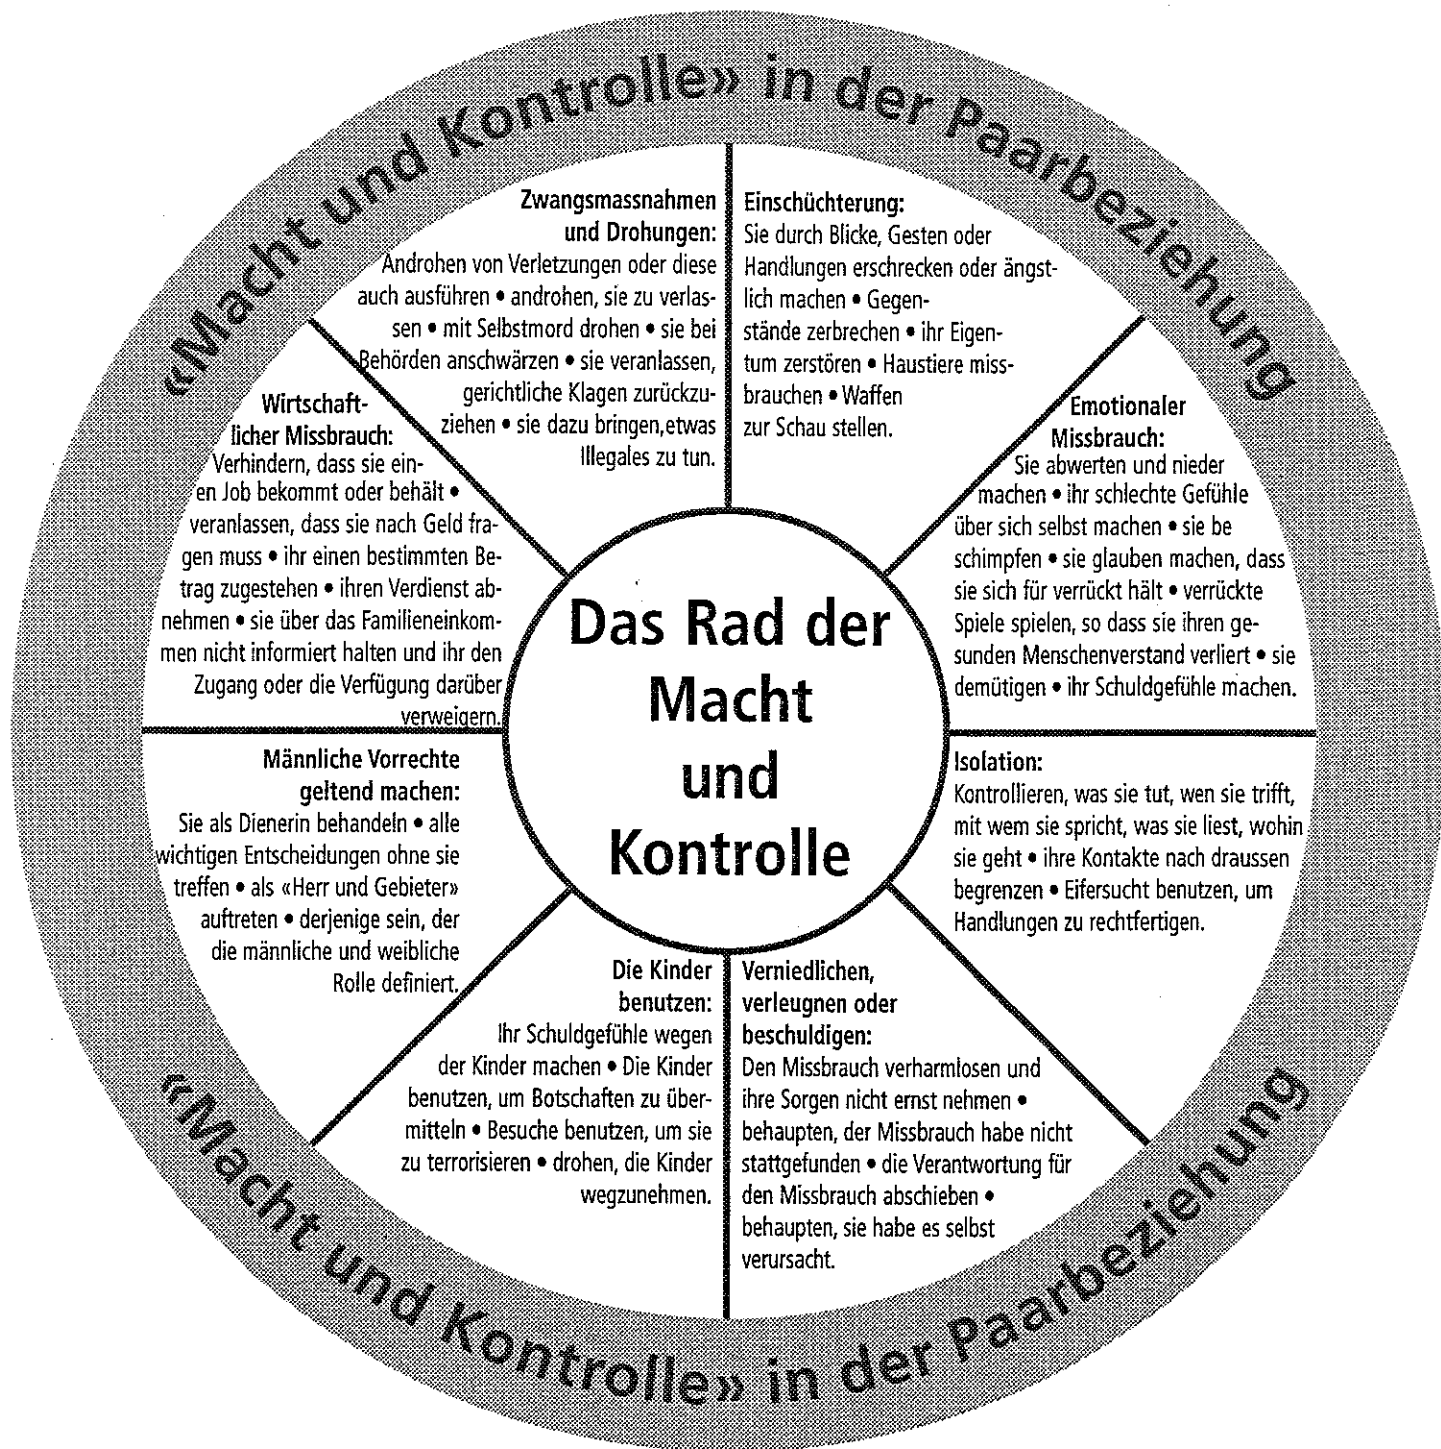 «Macht und Kontrolle» in der Paarbeziehung
Zwangsmassnahmen
und Drohungen:
Androhen von Verletzungen oder diese
auch ausführen • androhen, sie zu verlas-
sen • mit Selbstmord drohen • sie bei
Behörden anschwärzen • sie veranlassen,
gerichtliche Klagen zurückzu-
ziehen • sie dazu bringen,etwas
Illegales zu tun.
Einschüchterung:
Sie durch Blicke, Gesten oder
Handlungen erschrecken oder ängst-
lich machen • Gegen-
stände zerbrechen • ihr Eigen-
tum zerstören • Haustiere miss-
brauchen • Waffen
zur Schau stellen.
Emotionaler
Missbrauch:
Sie abwerten und nieder
machen • ihr schlechte Gefühle
über sich selbst machen • sie be
schimpfen • sie glauben machen, dass
sie sich für verrückt hält • verrückte
Spiele spielen, so dass sie ihren ge-
sunden Menschenverstand verliert • sie
demütigen • ihr Schuldgefühle machen.
Isolation:
Kontrollieren, was sie tut, wen sie trifft,
mit wem sie spricht, was sie liest, wohin
sie geht • ihre Kontakte nach draussen
begrenzen • Eifersucht benutzen, um
Handlungen zu rechtfertigen.
Verniedlichen,
verleugnen oder
beschuldigen:
Den Missbrauch verharmlosen und
ihre Sorgen nicht ernst nehmen •
behaupten, der Missbrauch habe nicht
stattgefunden • die Verantwortung für
den Missbrauch abschieben •
behaupten, sie habe es selbst
verursacht.
Die Kinder
benutzen:
Ihr Schuldgefühle wegen
der Kinder machen • Die Kinder
benutzen, um Botschaften zu über-
mitteln • Besuche benutzen, um sie
zu terrorisieren • drohen, die Kinder
wegzunehmen.
Männliche Vorrechte
geltend machen:
Sie als Dienerin behandeln • alle
wichtigen Entscheidungen ohne sie
treffen • als «Herr und Gebieter»
auftreten • derjenige sein, der
die männliche und weibliche
Rolle definiert.
Wirtschaft-
licher Missbrauch:
Verhindern, dass sie ein-
en Job bekommt oder behält •
veranlassen, dass sie nach Geld fra-
gen muss • ihr einen bestimmten Be-
trag zugestehen • ihren Verdienst ab-
nehmen • sie über das Familieneinkom-
men nicht informiert halten und ihr den
Zugang oder die Verfügung darüber
verweigern.
Das Rad der
Macht
und
Kontrolle
«Macht und Kontrolle» in der Paarbeziehung